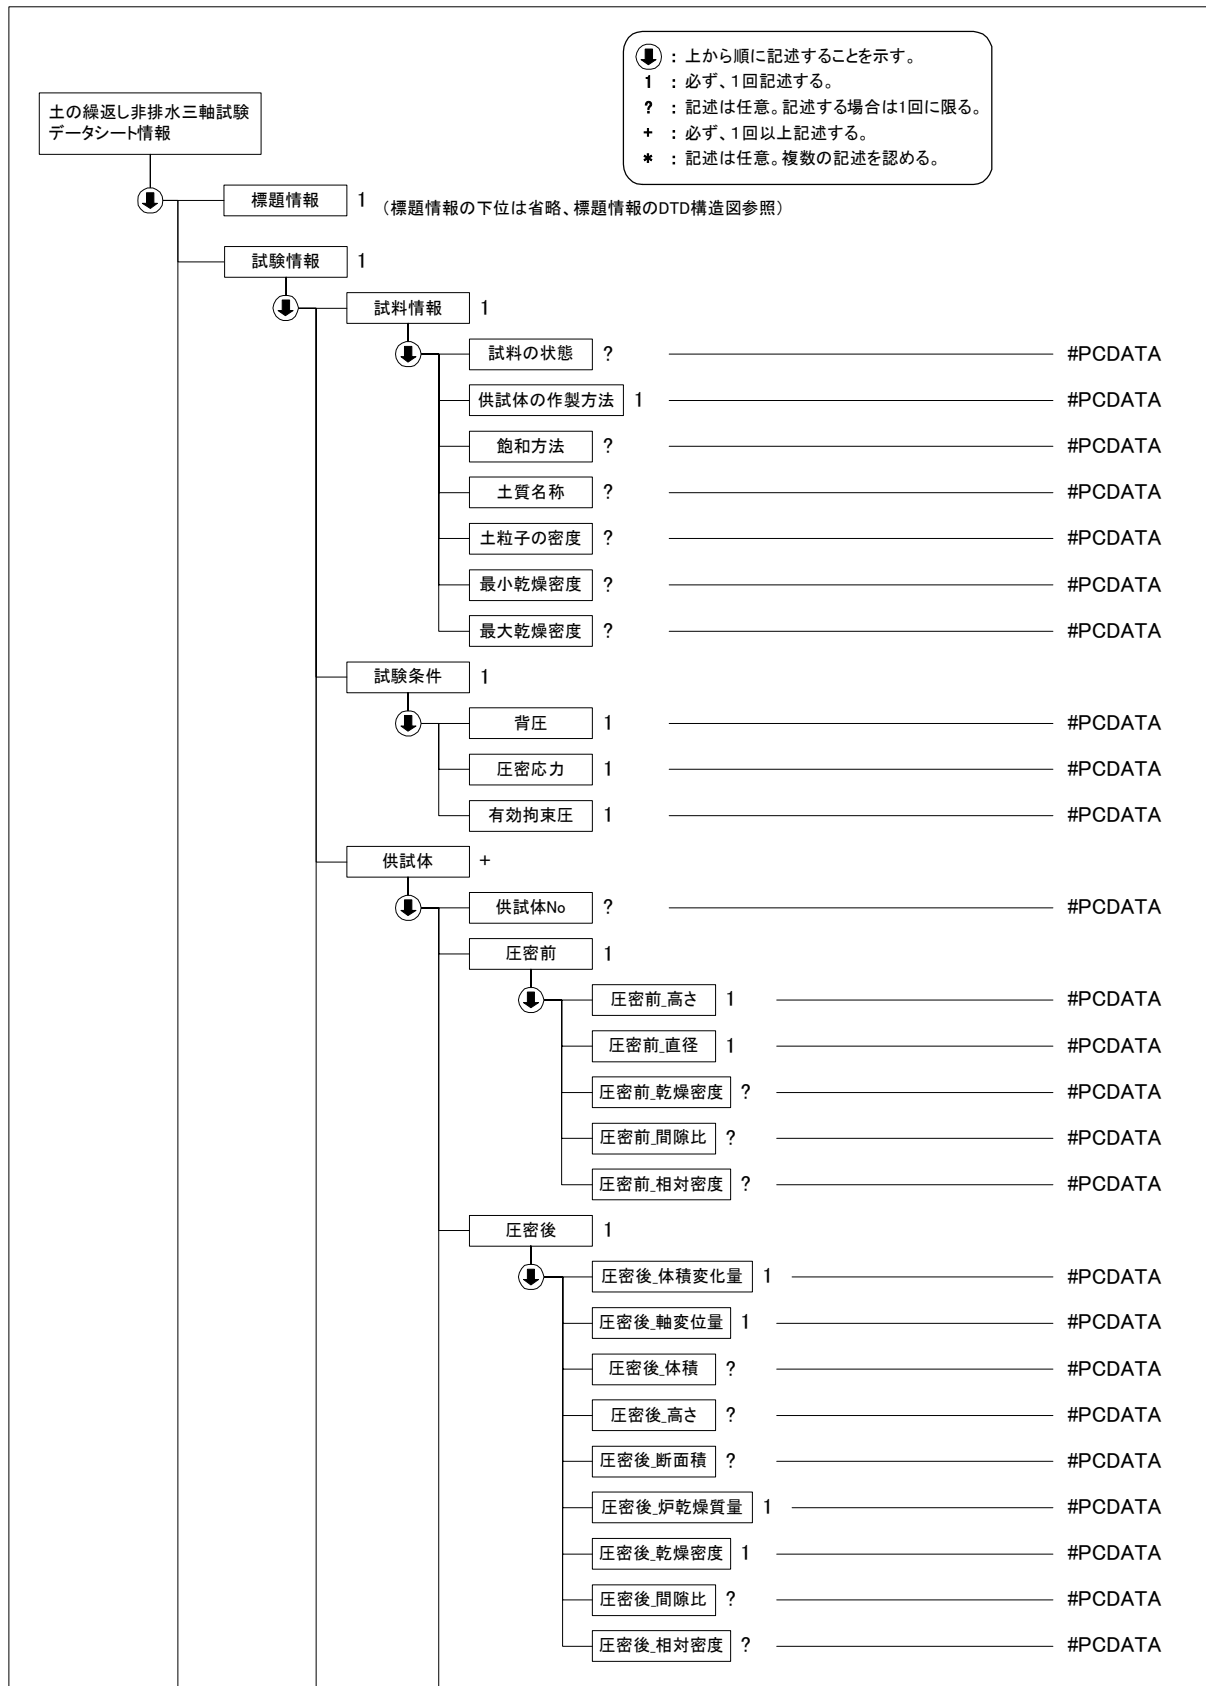 ：上から順に記述することを示す。
1：必ず、1回記述する。
?：記述は任意。記述する場合は1回に限る。
+：必ず、1回以上記述する。
*：記述は任意。複数の記述を認める。
土の繰返し非排水三軸試験
データシート情報
標題情報 1 （標題情報の下位は省略、標題情報のDTD構造図参照）
試験情報 1
試料情報 1
試料の状態 ? #PCDATA
供試体の作製方法 1 #PCDATA
飽和方法 ? #PCDATA
土質名称 ? #PCDATA
土粒子の密度 ? #PCDATA
最小乾燥密度 ? #PCDATA
最大乾燥密度 ? #PCDATA
試験条件 1
背圧 1 #PCDATA
圧密応力 1 #PCDATA
有効拘束圧 1 #PCDATA
供試体 +
供試体No ? #PCDATA
圧密前 1
圧密前_高さ 1 #PCDATA
圧密前_直径 1 #PCDATA
圧密前_乾燥密度 ? #PCDATA
圧密前_間隙比 ? #PCDATA
圧密前_相対密度 ? #PCDATA
圧密後 1
圧密後_体積変化量 1 #PCDATA
圧密後_軸変位量 1 #PCDATA
圧密後_体積 ? #PCDATA
圧密後_高さ ? #PCDATA
圧密後_断面積 ? #PCDATA
圧密後_炉乾燥質量 1 #PCDATA
圧密後_乾燥密度 1 #PCDATA
圧密後_間隙比 ? #PCDATA
圧密後_相対密度 ? #PCDATA